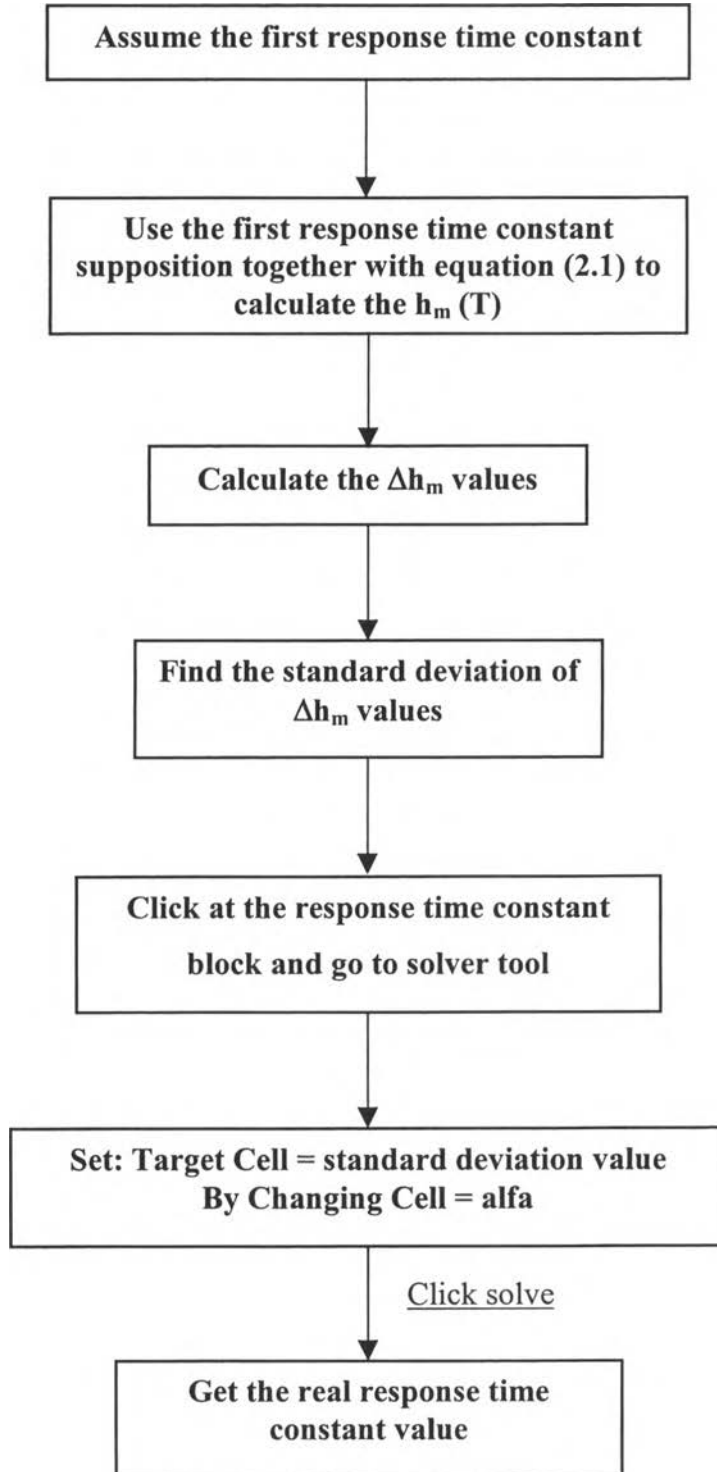 Assume the first response time constant
Use the first response time constant
supposition together with equation (2.1) to
calculate the hₘ (T)
Calculate the Δhₘ values
Find the standard deviation of
Δhₘ values
Click at the response time constant
block and go to solver tool
Set: Target Cell = standard deviation value
By Changing Cell = alfa
Click solve
Get the real response time
constant value